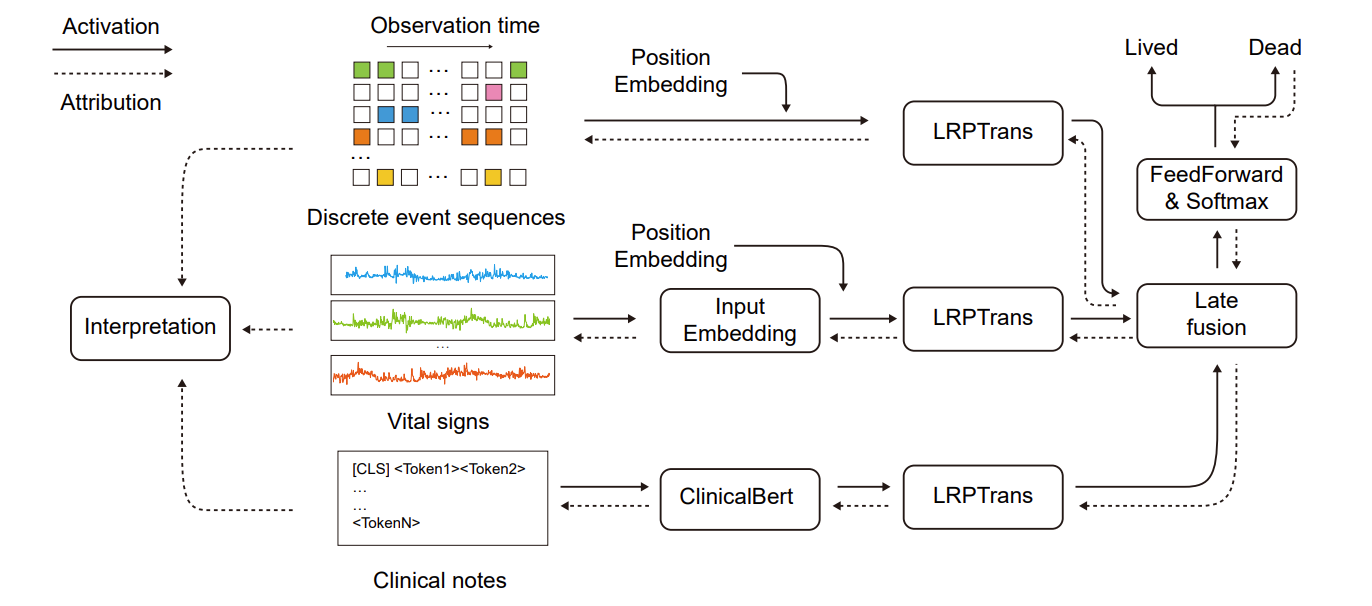 Activation
Attribution
Observation time
...
...
...
...
...
...
Discrete event sequences
Position
Embedding
LRPTrans
Lived
Dead
FeedForward
& Softmax
Interpretation
...
Vital signs
Position
Embedding
Input
Embedding
LRPTrans
Late
fusion
[CLS] <Token1><Token2>
...
...
<TokenN>
Clinical notes
ClinicalBert
LRPTrans